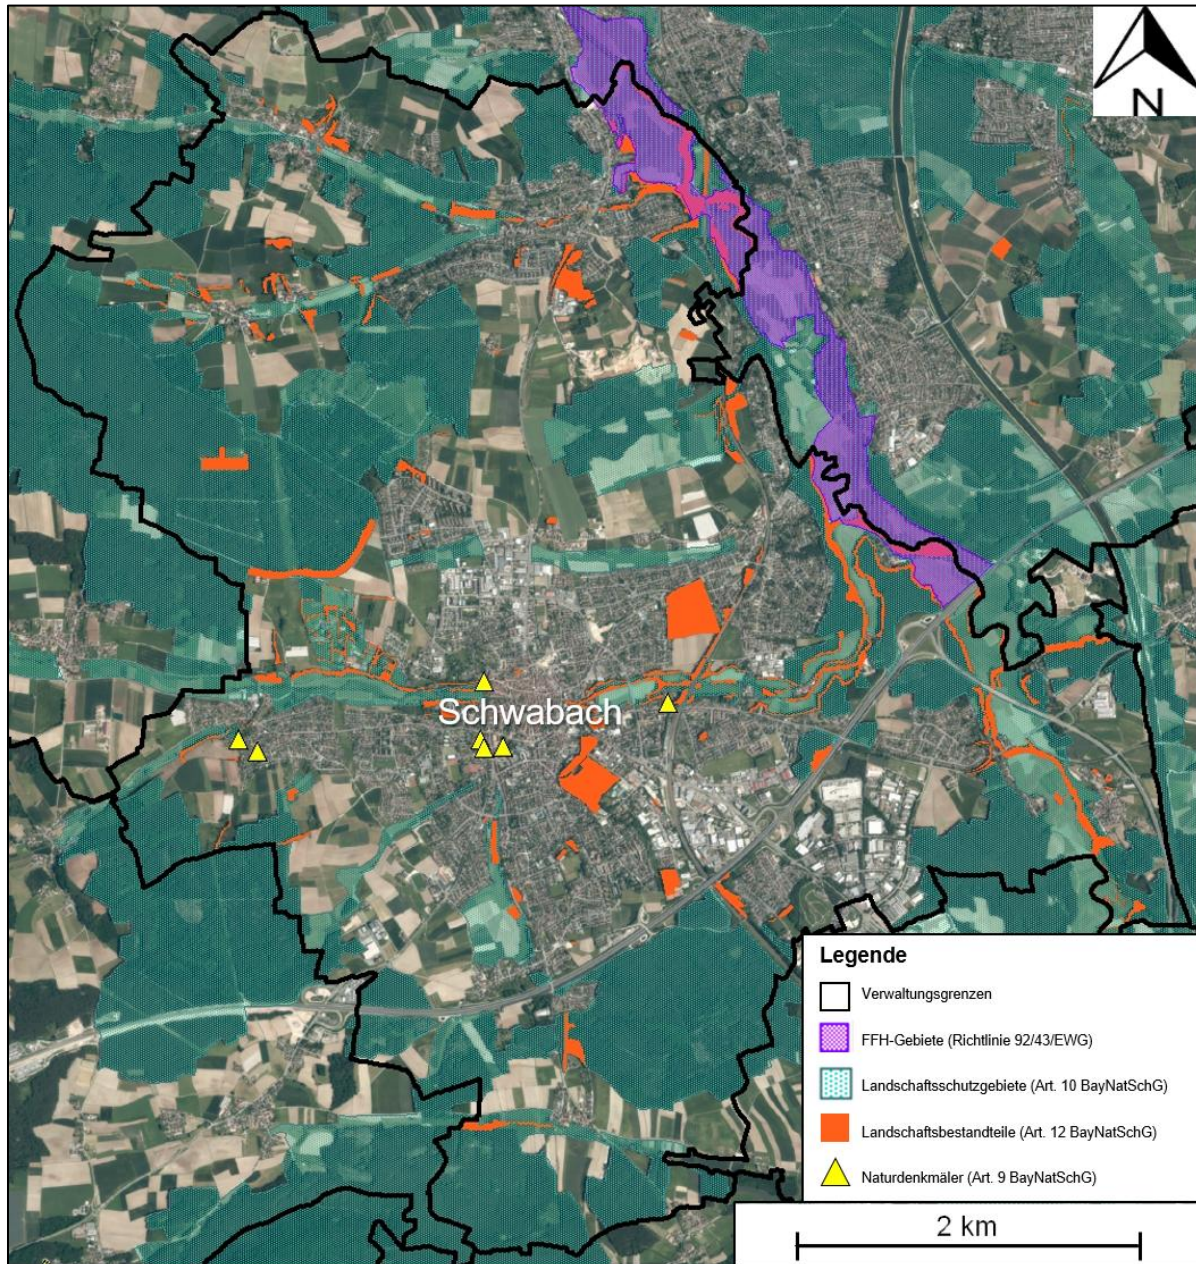 N
Schwabach
Legende
Verwaltungsgrenzen
FFH-Gebiete (Richtlinie 92/43/EWG)
Landschaftsschutzgebiete (Art. 10 BayNatSchG)
Landschaftsbestandteile (Art. 12 BayNatSchG)
Naturdenkmäler (Art. 9 BayNatSchG)
2 km